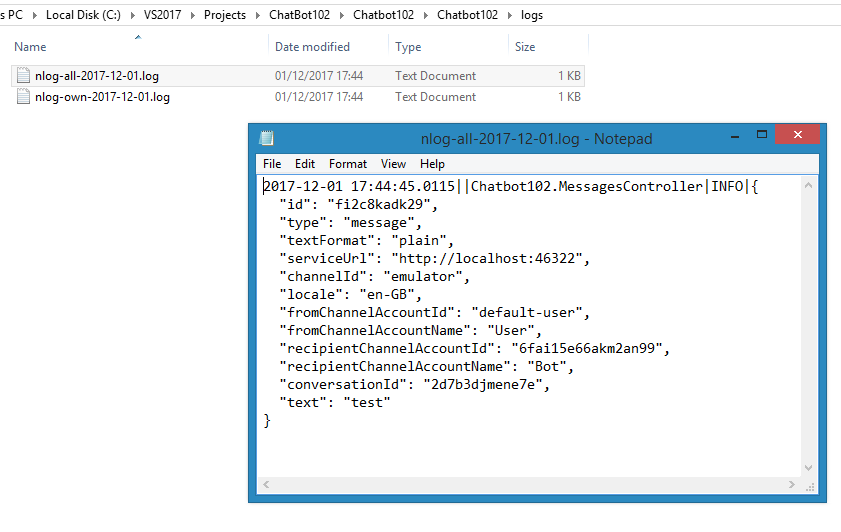 s PC ▸ Local Disk (C:) ▸ VS2017 ▸ Projects ▸ ChatBot102 ▸ Chatbot102 ▸ Chatbot102 ▸ logs
Name Date modified Type Size
nlog-all-2017-12-01.log 01/12/2017 17:44 Text Document 1 KB
nlog-own-2017-12-01.log 01/12/2017 17:44 Text Document 1 KB
nlog-all-2017-12-01.log - Notepad
File Edit Format View Help
2017-12-01 17:44:45.0115||Chatbot102.MessagesController|INFO|{
"id": "fi2c8kadk29",
"type": "message",
"textFormat": "plain",
"serviceUrl": "http://localhost:46322",
"channelId": "emulator",
"locale": "en-GB",
"fromChannelAccountId": "default-user",
"fromChannelAccountName": "User",
"recipientChannelAccountId": "6fai15e66akm2an99",
"recipientChannelAccountName": "Bot",
"conversationId": "2d7b3djmene7e",
"text": "test"
}